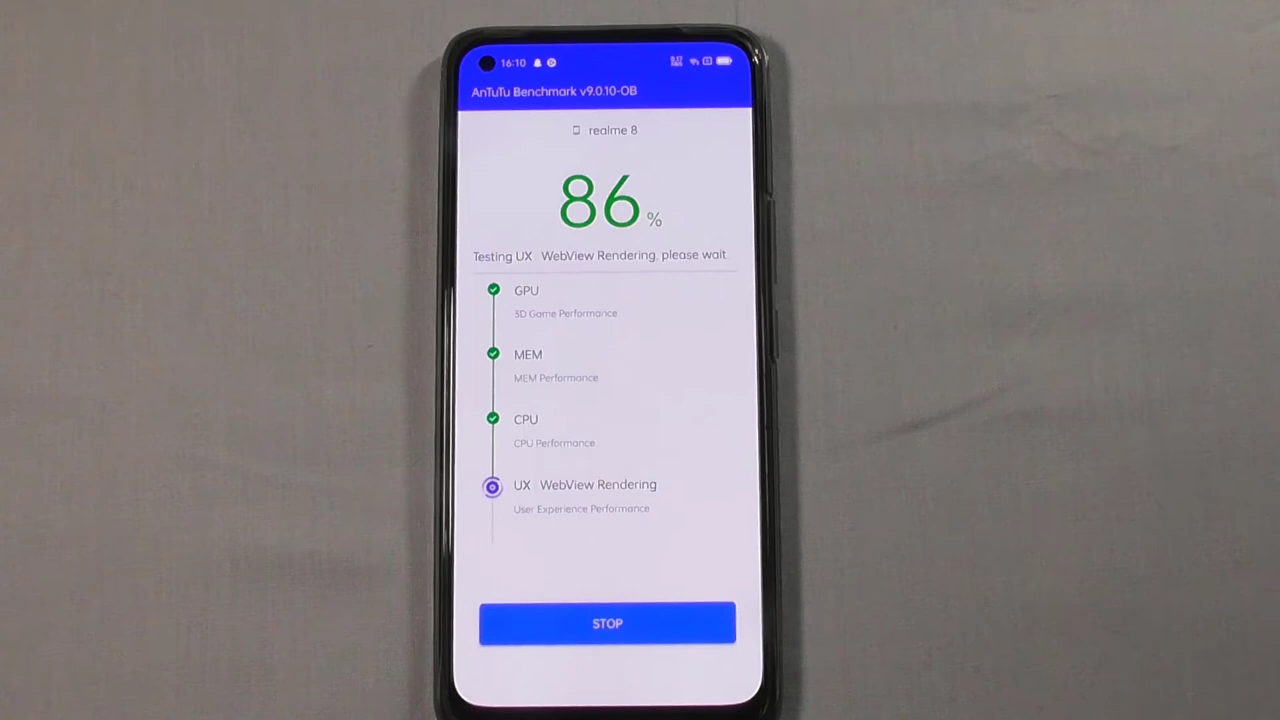 16:10
AnTuTu Benchmark v9.0.10-OB
realme 8
86 %
Testing UX WebView Rendering, please wait
GPU
3D Game Performance
MEM
MEM Performance
CPU
CPU Performance
UX WebView Rendering
User Experience Performance
STOP